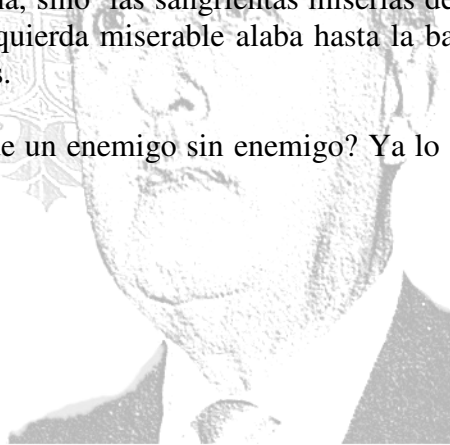 a, sino las sangrientas miserias de
quierda miserable alaba hasta la ba
s.
e un enemigo sin enemigo? Ya lo